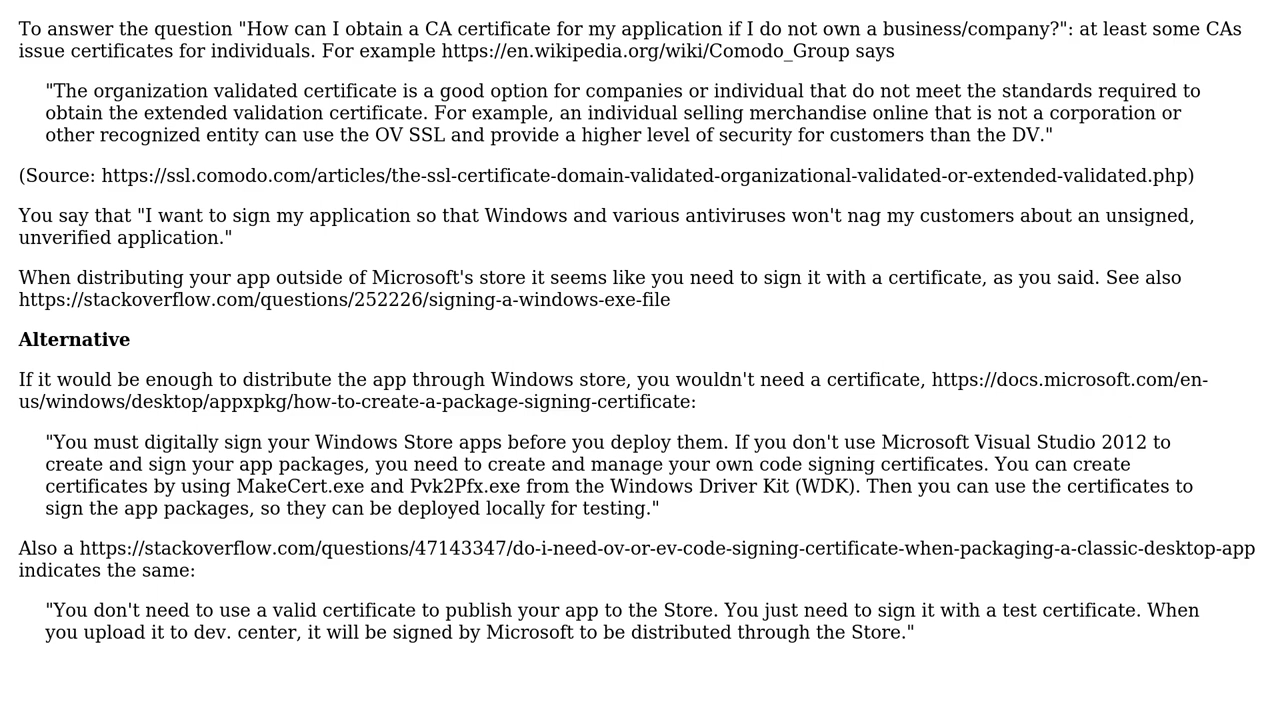 To answer the question "How can I obtain a CA certificate for my application if I do not own a business/company?": at least some CAs
issue certificates for individuals. For example https://en.wikipedia.org/wiki/Comodo_Group says
"The organization validated certificate is a good option for companies or individual that do not meet the standards required to
obtain the extended validation certificate. For example, an individual selling merchandise online that is not a corporation or
other recognized entity can use the OV SSL and provide a higher level of security for customers than the DV."
(Source: https://ssl.comodo.com/articles/the-ssl-certificate-domain-validated-organizational-validated-or-extended-validated.php)
You say that "I want to sign my application so that Windows and various antiviruses won't nag my customers about an unsigned,
unverified application."
When distributing your app outside of Microsoft's store it seems like you need to sign it with a certificate, as you said. See also
https://stackoverflow.com/questions/252226/signing-a-windows-exe-file
Alternative
If it would be enough to distribute the app through Windows store, you wouldn't need a certificate, https://docs.microsoft.com/en-
us/windows/desktop/appxpkg/how-to-create-a-package-signing-certificate:
"You must digitally sign your Windows Store apps before you deploy them. If you don't use Microsoft Visual Studio 2012 to
create and sign your app packages, you need to create and manage your own code signing certificates. You can create
certificates by using MakeCert.exe and Pvk2Pfx.exe from the Windows Driver Kit (WDK). Then you can use the certificates to
sign the app packages, so they can be deployed locally for testing."
Also a https://stackoverflow.com/questions/47143347/do-i-need-ov-or-ev-code-signing-certificate-when-packaging-a-classic-desktop-app
indicates the same:
"You don't need to use a valid certificate to publish your app to the Store. You just need to sign it with a test certificate. When
you upload it to dev. center, it will be signed by Microsoft to be distributed through the Store."